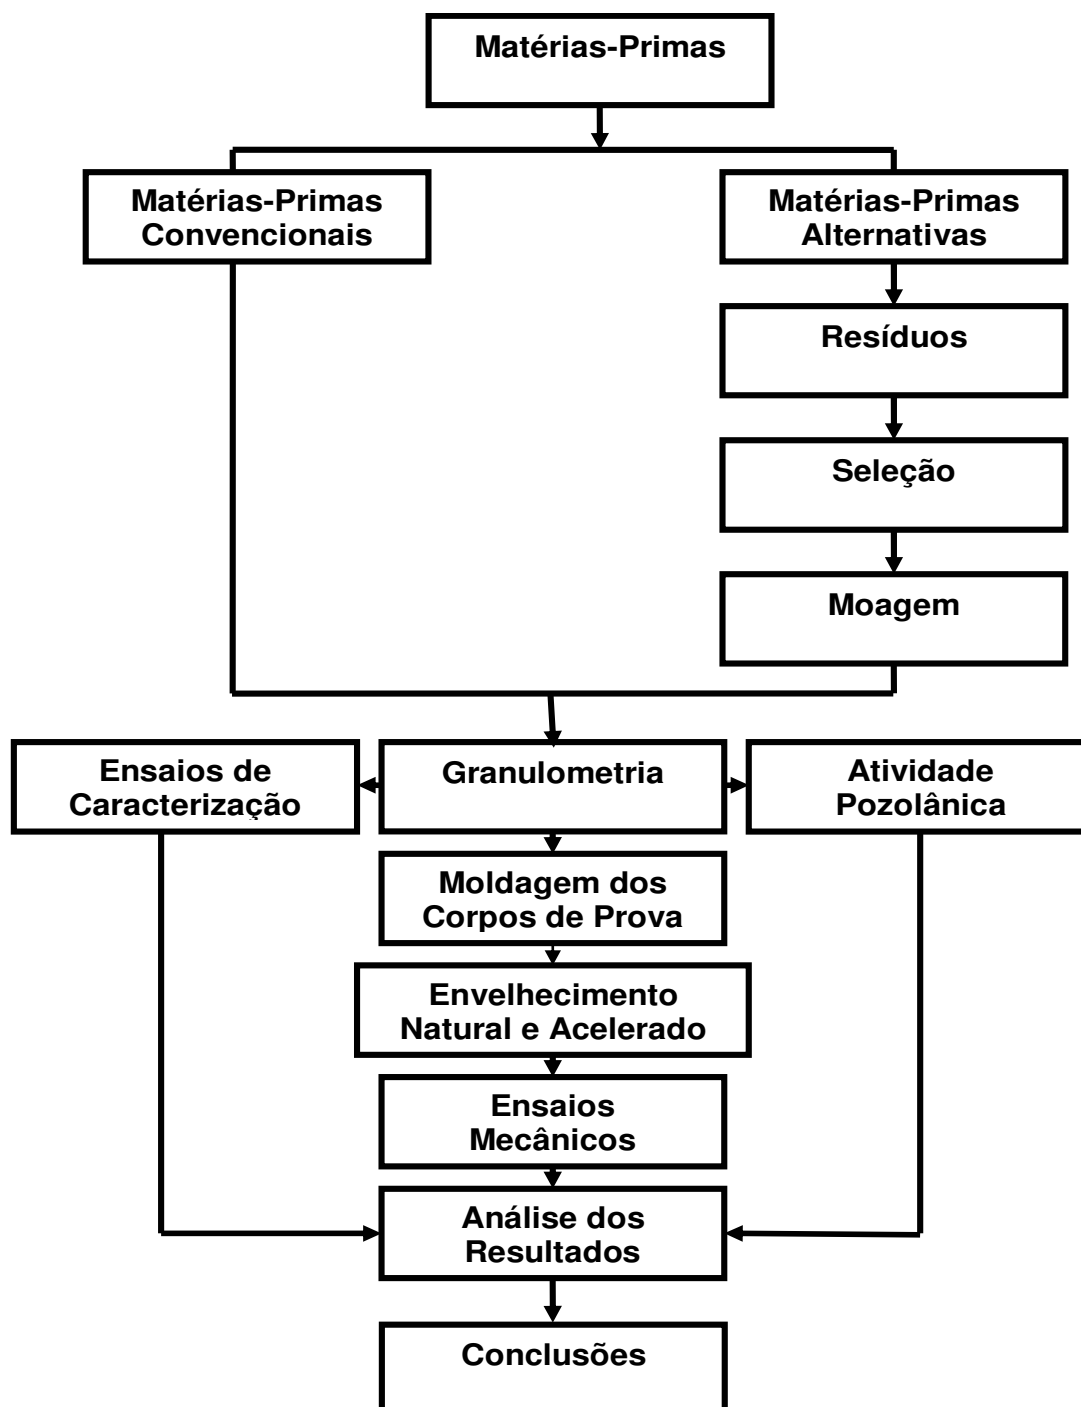 Matérias-Primas
Matérias-Primas
Convencionais
Matérias-Primas
Alternativas
Resíduos
Seleção
Moagem
Ensaios de
Caracterização
Granulometria
Atividade
Pozolânica
Moldagem dos
Corpos de Prova
Envelhecimento
Natural e Acelerado
Ensaios
Mecânicos
Análise dos
Resultados
Conclusões